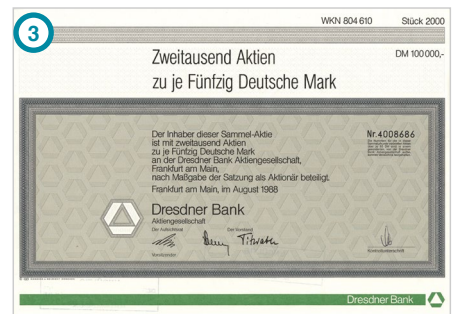 3
WKN 804 610 Stück 2000
Zweitausend Aktien DM 100 000,-
zu je Fünfzig Deutsche Mark
Der Inhaber dieser Sammel-Aktie Nr. 4008686
ist mit zweitausend Aktien
zu je Fünfzig Deutsche Mark
an der Dresdner Bank Aktiengesellschaft,
Frankfurt am Main,
nach Maßgabe der Satzung als Aktionär beteiligt.
Frankfurt am Main, im August 1988
Dresdner Bank
Aktiengesellschaft
Der Aufsichtsrat Der Vorstand
Vorsitzender Kontrollunterschrift
Dresdner Bank